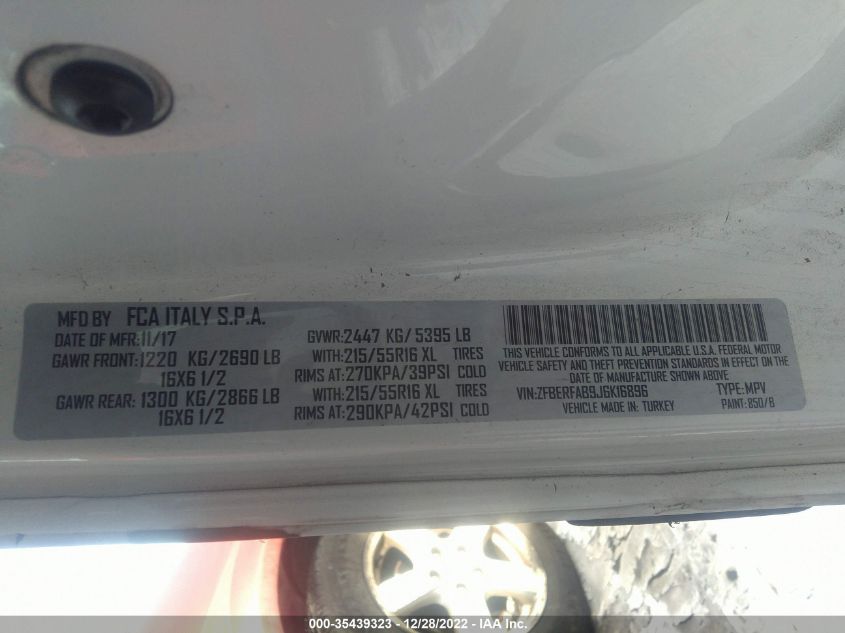 MFD BY FCA ITALY S.P.A.
DATE OF MFR:11/17
GAWR FRONT:1220 KG/2690 LB
16X6 1/2
GAWR REAR: 1300 KG/2866 LB
16X6 1/2
GVWR:2447 KG/5395 LB
WITH:215/55R16 XL TIRES
RIMS AT:270KPA/39PSI COLD
WITH:215/55R16 XL TIRES
RIMS AT:290KPA/42PSI COLD
THIS VEHICLE CONFORMS TO ALL APPLICABLE U.S.A. FEDERAL MOTOR
VEHICLE SAFETY AND THEFT PREVENTION STANDARDS IN EFFECT ON THE
DATE OF MANUFACTURE SHOWN ABOVE.
VIN:ZFBERFAB9J6K16896 TYPE:MPV
VEHICLE MADE IN: TURKEY PAINT: 850/B
000-35439323 - 12/28/2022 - IAA Inc.